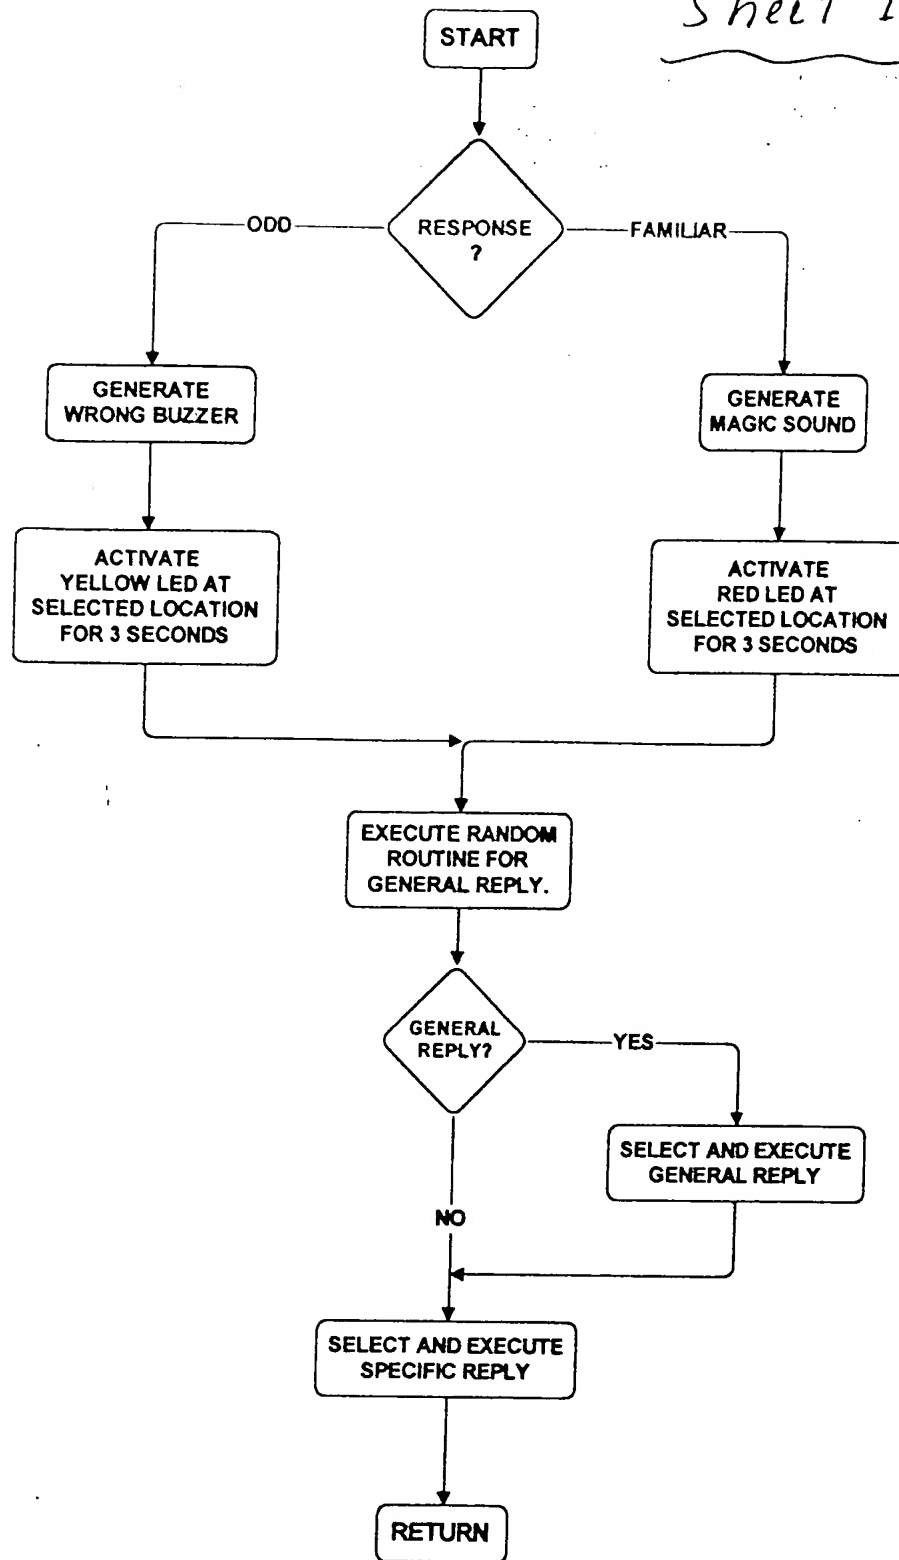 Sheet 1
START
RESPONSE
?
ODD
FAMILIAR
GENERATE
WRONG BUZZER
GENERATE
MAGIC SOUND
ACTIVATE
YELLOW LED AT
SELECTED LOCATION
FOR 3 SECONDS
ACTIVATE
RED LED AT
SELECTED LOCATION
FOR 3 SECONDS
EXECUTE RANDOM
ROUTINE FOR
GENERAL REPLY.
GENERAL
REPLY?
YES
SELECT AND EXECUTE
GENERAL REPLY
NO
SELECT AND EXECUTE
SPECIFIC REPLY
RETURN